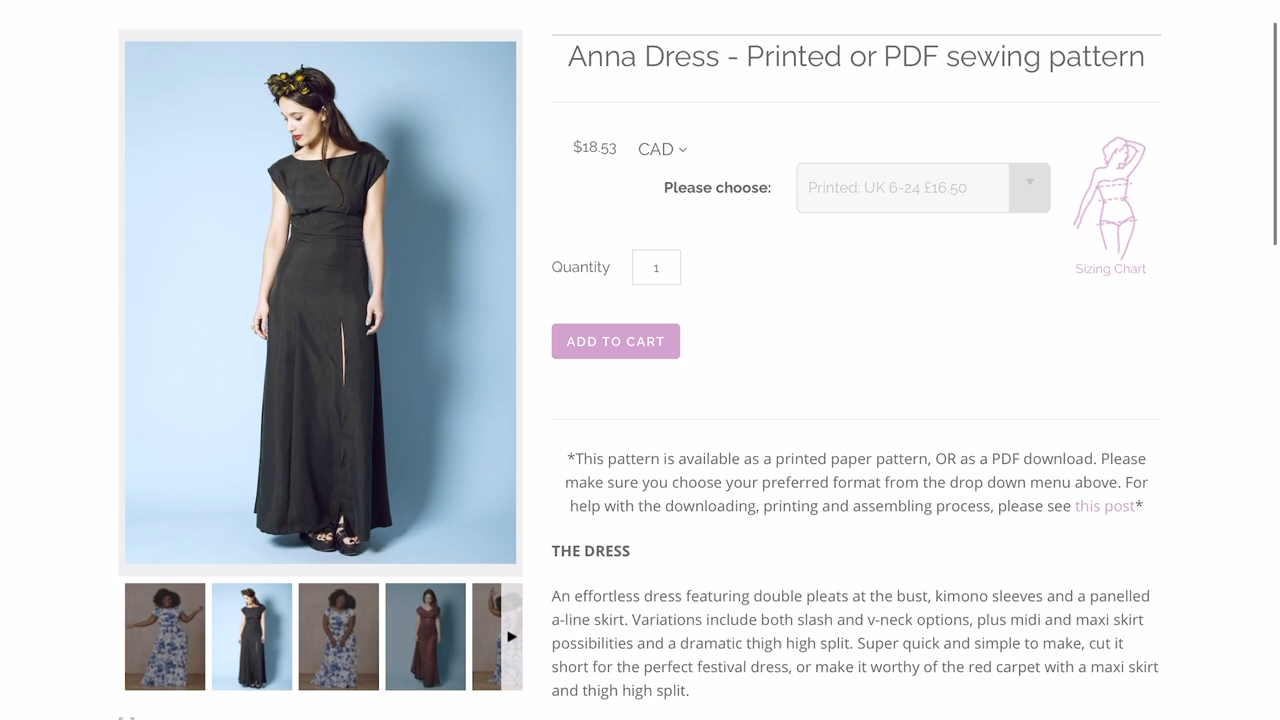 Anna Dress - Printed or PDF sewing pattern
$18.53 CAD
Please choose: Printed: UK 6-24 £16.50
Quantity 1
Sizing Chart
ADD TO CART
*This pattern is available as a printed paper pattern, OR as a PDF download. Please
make sure you choose your preferred format from the drop down menu above. For
help with the downloading, printing and assembling process, please see this post*
THE DRESS
An effortless dress featuring double pleats at the bust, kimono sleeves and a panelled
a-line skirt. Variations include both slash and v-neck options, plus midi and maxi skirt
possibilities and a dramatic thigh high split. Super quick and simple to make, cut it
short for the perfect festival dress, or make it worthy of the red carpet with a maxi skirt
and thigh high split.